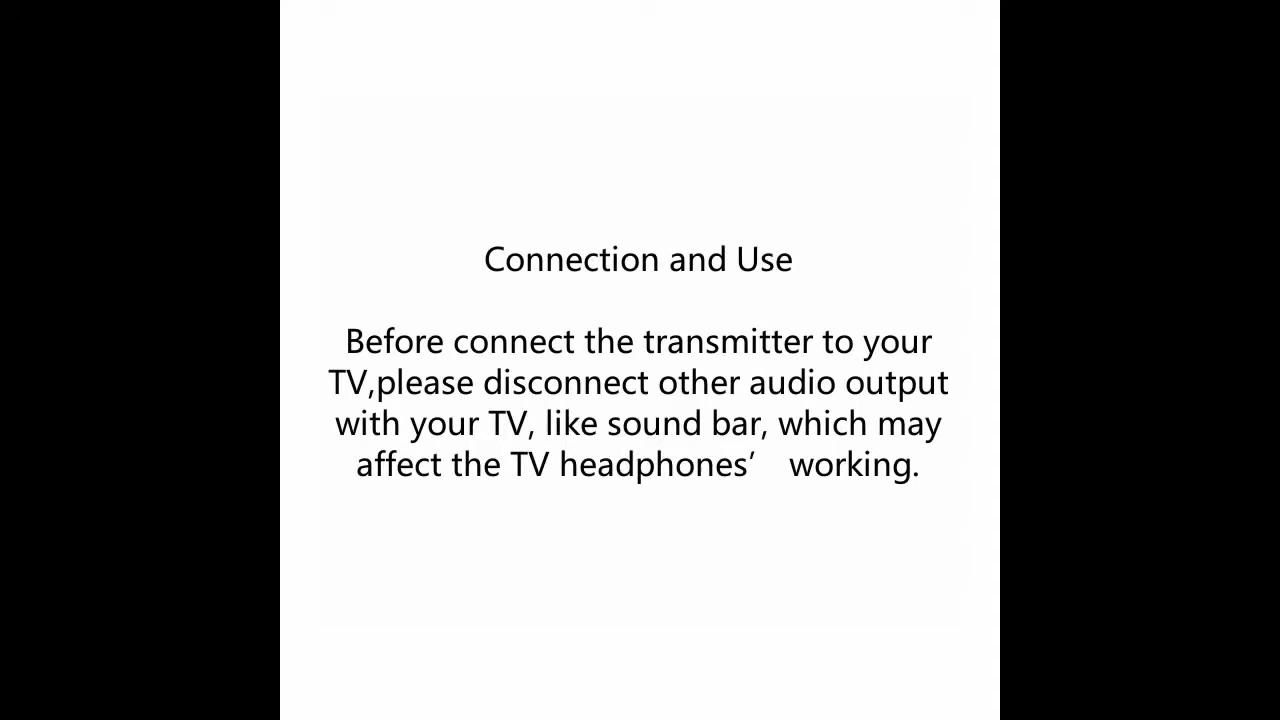 Connection and Use
Before connect the transmitter to your
TV,please disconnect other audio output
with your TV, like sound bar, which may
affect the TV headphones’ working.